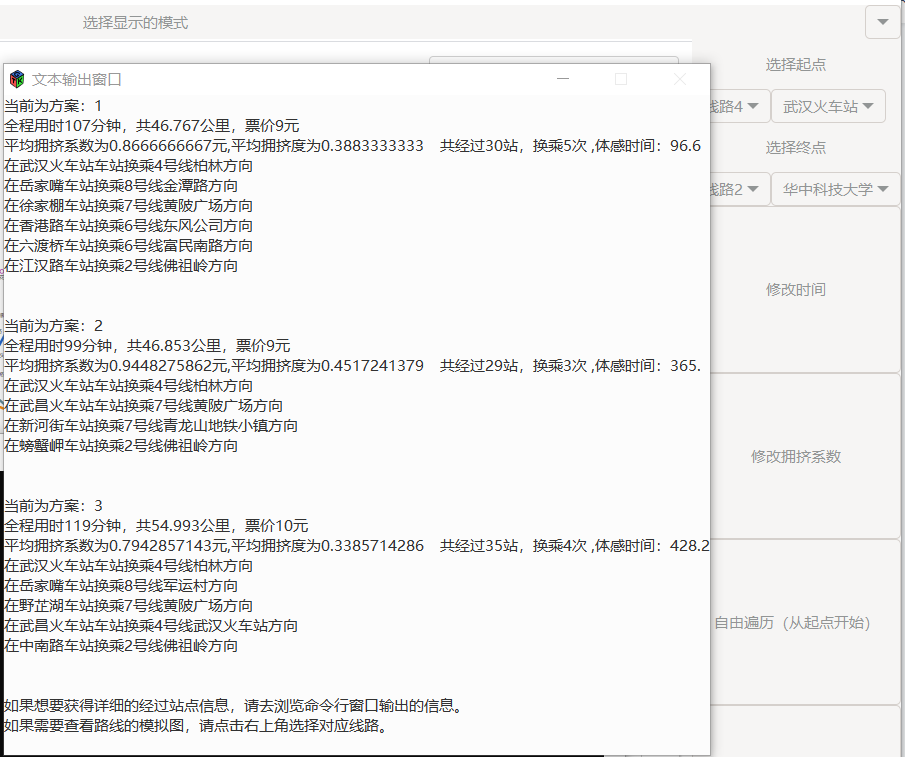 选择显示的模式
选择起点
线路4
武汉火车站
选择终点
线路2
华中科技大学
修改时间
修改拥挤系数
自由遍历（从起点开始）
文本输出窗口
当前为方案：1
全程用时107分钟，共46.767公里，票价9元
平均拥挤系数为0.8666666667元,平均拥挤度为0.3883333333 共经过30站，换乘5次 ,体感时间：96.6
在武汉火车站车站换乘4号线柏林方向
在岳家嘴车站换乘8号线金潭路方向
在徐家棚车站换乘7号线黄陂广场方向
在香港路车站换乘6号线东风公司方向
在六渡桥车站换乘6号线富民南路方向
在江汉路车站换乘2号线佛祖岭方向
当前为方案：2
全程用时99分钟，共46.853公里，票价9元
平均拥挤系数为0.9448275862元,平均拥挤度为0.4517241379 共经过29站，换乘3次 ,体感时间：365.
在武汉火车站车站换乘4号线柏林方向
在武昌火车站车站换乘7号线黄陂广场方向
在新河街车站换乘7号线青龙山地铁小镇方向
在螃蟹岬车站换乘2号线佛祖岭方向
当前为方案：3
全程用时119分钟，共54.993公里，票价10元
平均拥挤系数为0.7942857143元,平均拥挤度为0.3385714286 共经过35站，换乘4次 ,体感时间：428.2
在武汉火车站车站换乘4号线柏林方向
在岳家嘴车站换乘8号线军运村方向
在野芷湖车站换乘7号线黄陂广场方向
在武昌火车站车站换乘4号线武汉火车站方向
在中南路车站换乘2号线佛祖岭方向
如果想要获得详细的经过站点信息，请去浏览命令行窗口输出的信息。
如果需要查看路线的模拟图，请点击右上角选择对应线路。